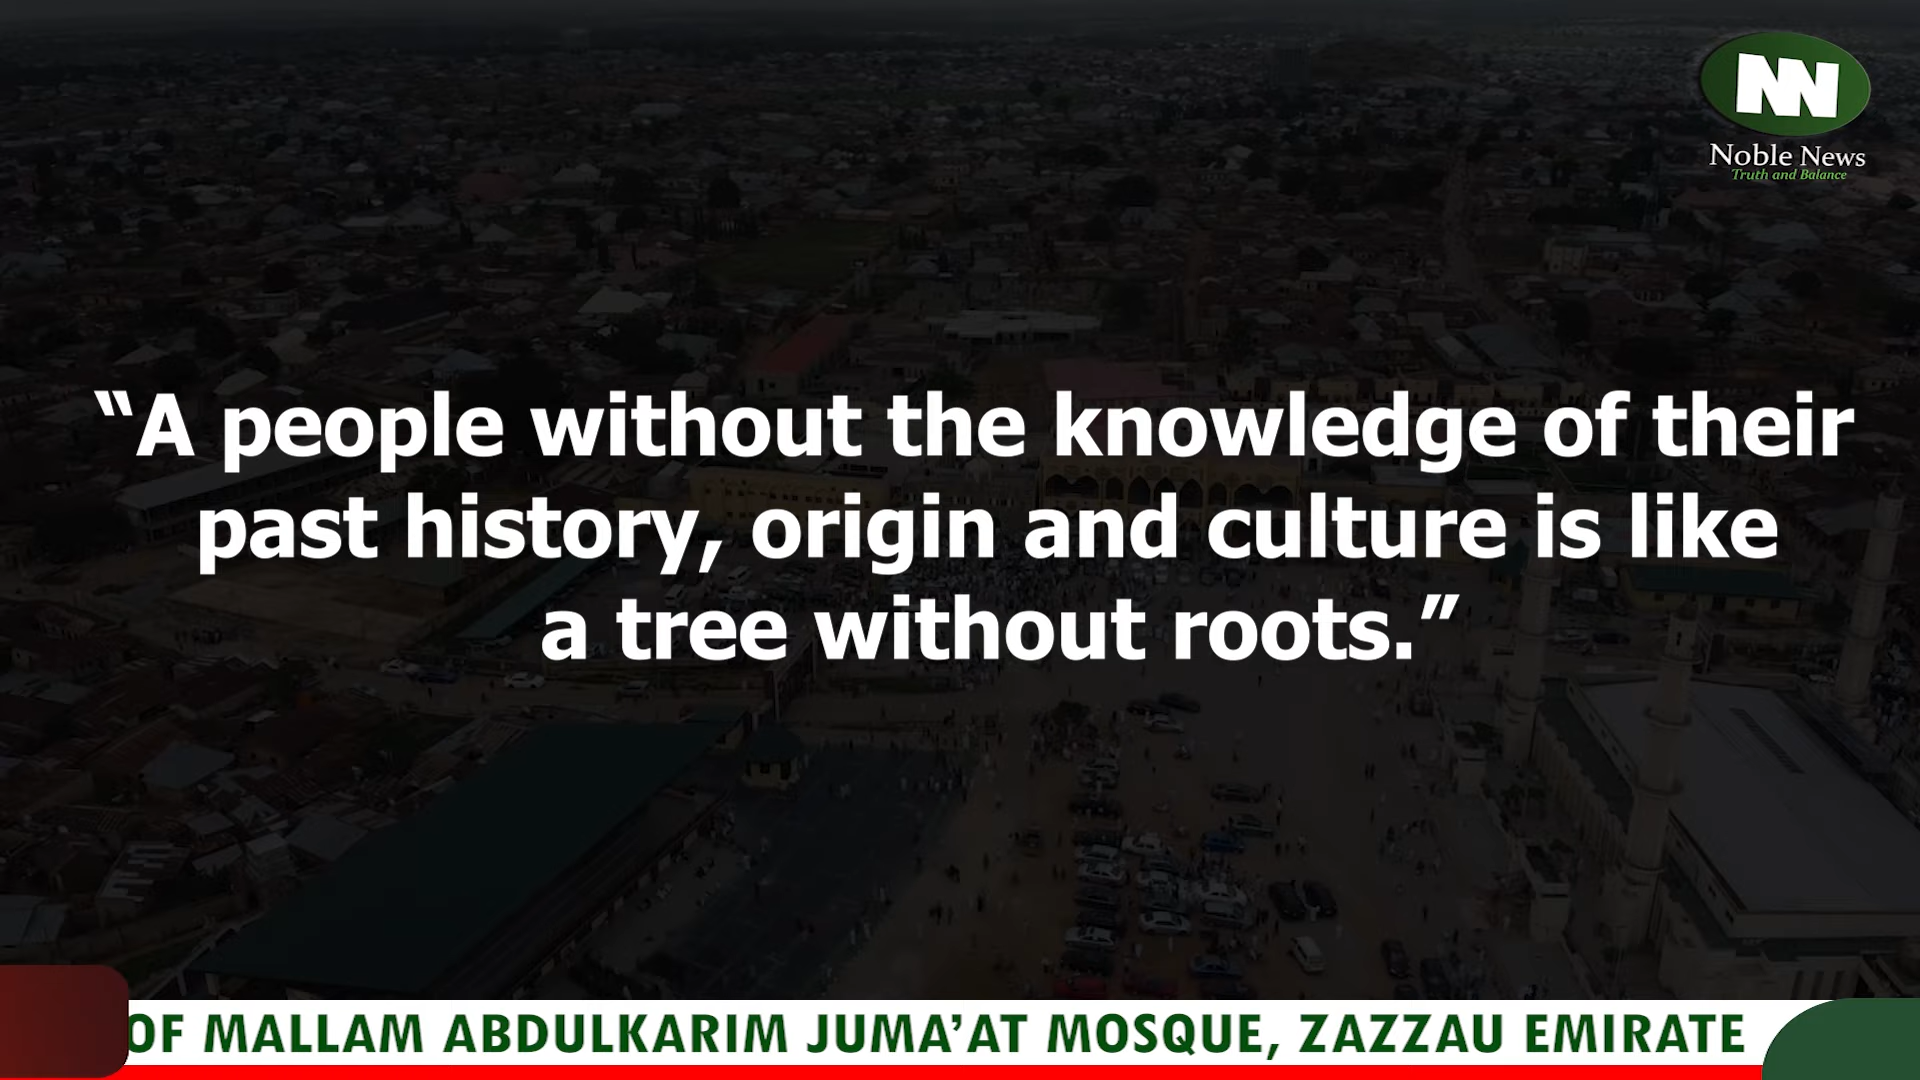 NN
Noble News
Truth and Balance
“A people without the knowledge of their
past history, origin and culture is like
a tree without roots.”
OF MALLAM ABDULKARIM JUMA’AT MOSQUE, ZAZZAU EMIRATE